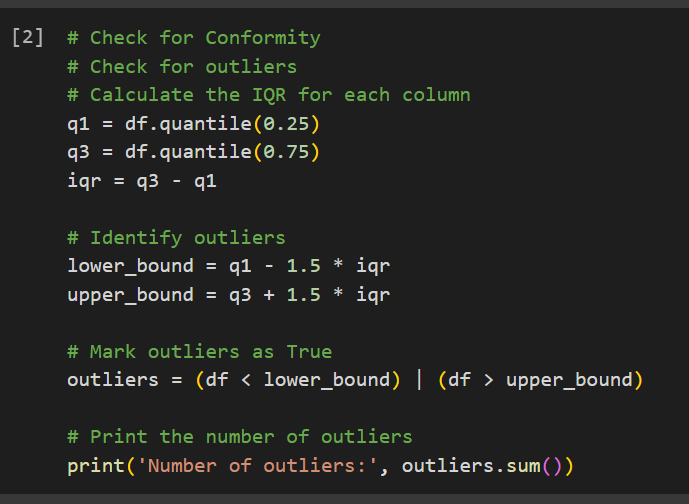 [2] # Check for Conformity
# Check for outliers
# Calculate the IQR for each column
q1 = df.quantile(0.25)
q3 = df.quantile(0.75)
iqr = q3 - q1
# Identify outliers
lower_bound = q1 - 1.5 * iqr
upper_bound = q3 + 1.5 * iqr
# Mark outliers as True
outliers = (df < lower_bound) | (df > upper_bound)
# Print the number of outliers
print('Number of outliers:', outliers.sum())